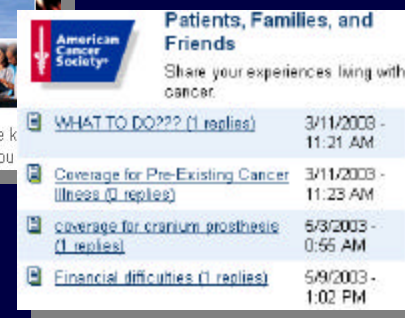 American
Cancer
Society®
Patients, Families, and
Friends
Share your experiences living with
cancer.
WHAT TO DO??? (1 replies)
3/11/2003 -
11:21 AM
Coverage for Pre-Existing Cancer
Illness (0 replies)
3/11/2003 -
11:23 AM
coverage for cranium prosthesis
(1 replies)
6/3/2003 -
0:55 AM
Financial difficulties (1 replies)
5/9/2003 -
1:02 PM